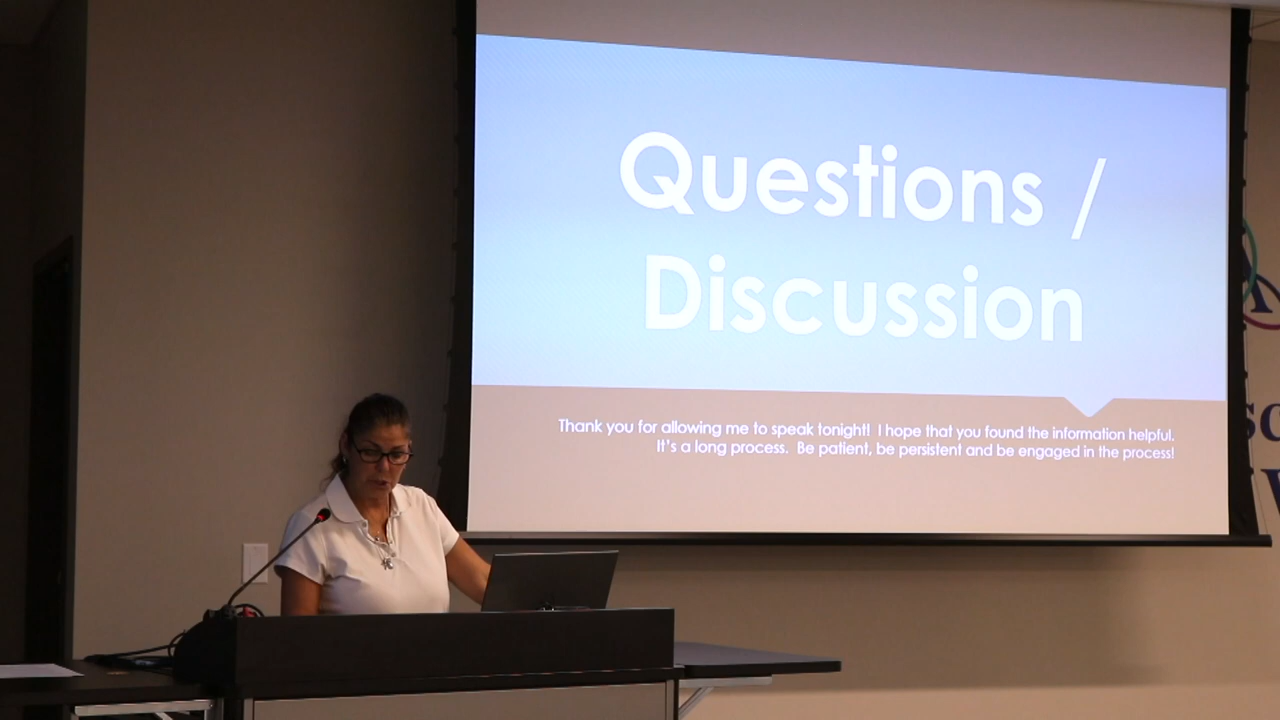 Questions /
Discussion
Thank you for allowing me to speak tonight! I hope that you found the information helpful.
It's a long process. Be patient, be persistent and be engaged in the process!